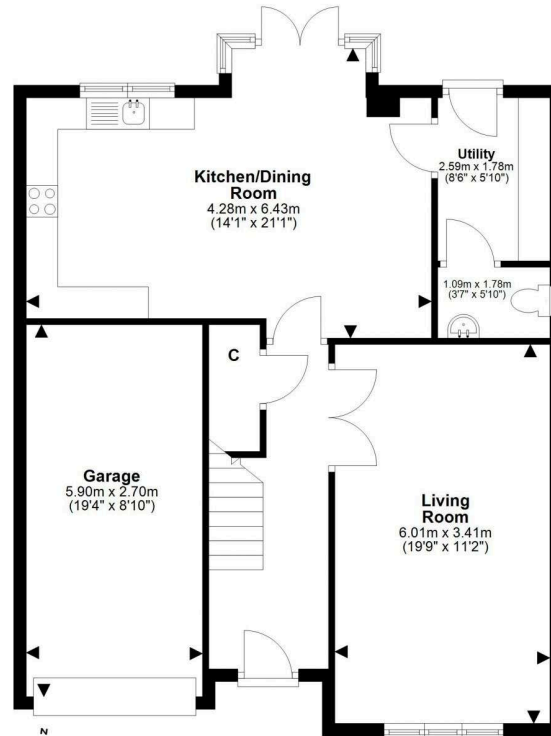 Kitchen/Dining
Room
4.28m x 6.43m
(14'1" x 21'1")
Utility
2.59m x 1.78m
(8'6" x 5'10")
1.09m x 1.78m
(3'7" x 5'10")
C
Garage
5.90m x 2.70m
(19'4" x 8'10")
Living
Room
6.01m x 3.41m
(19'9" x 11'2")
N